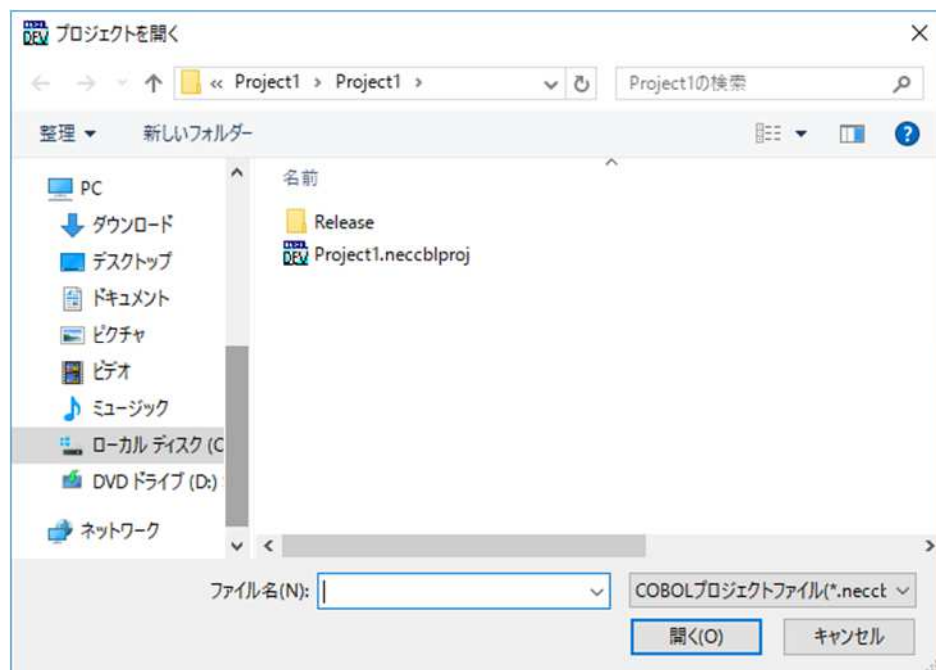 プロジェクトを開く
« Project1 › Project1 ›
Project1の検索
整理
新しいフォルダー
PC
ダウンロード
デスクトップ
ドキュメント
ピクチャ
ビデオ
ミュージック
ローカル ディスク (C
DVD ドライブ (D:)
ネットワーク
名前
Release
DEV Project1.neccblproj
ファイル名(N):
COBOLプロジェクトファイル(*.neccb
開く(O)
キャンセル